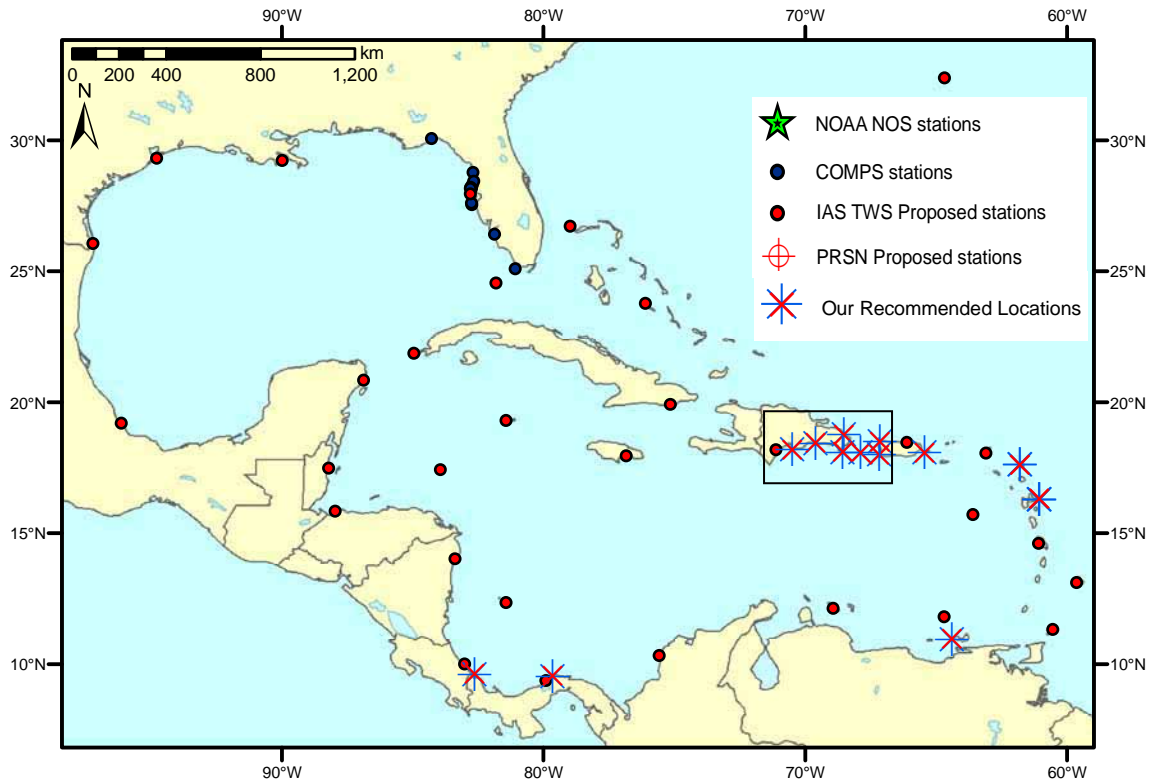 90°W 80°W 70°W 60°W
km
0 200 400 800 1,200
N
NOAA NOS stations
COMPS stations
IAS TWS Proposed stations
PRSN Proposed stations
Our Recommended Locations
30°N 30°N
25°N 25°N
20°N 20°N
15°N 15°N
10°N 10°N
90°W 80°W 70°W 60°W